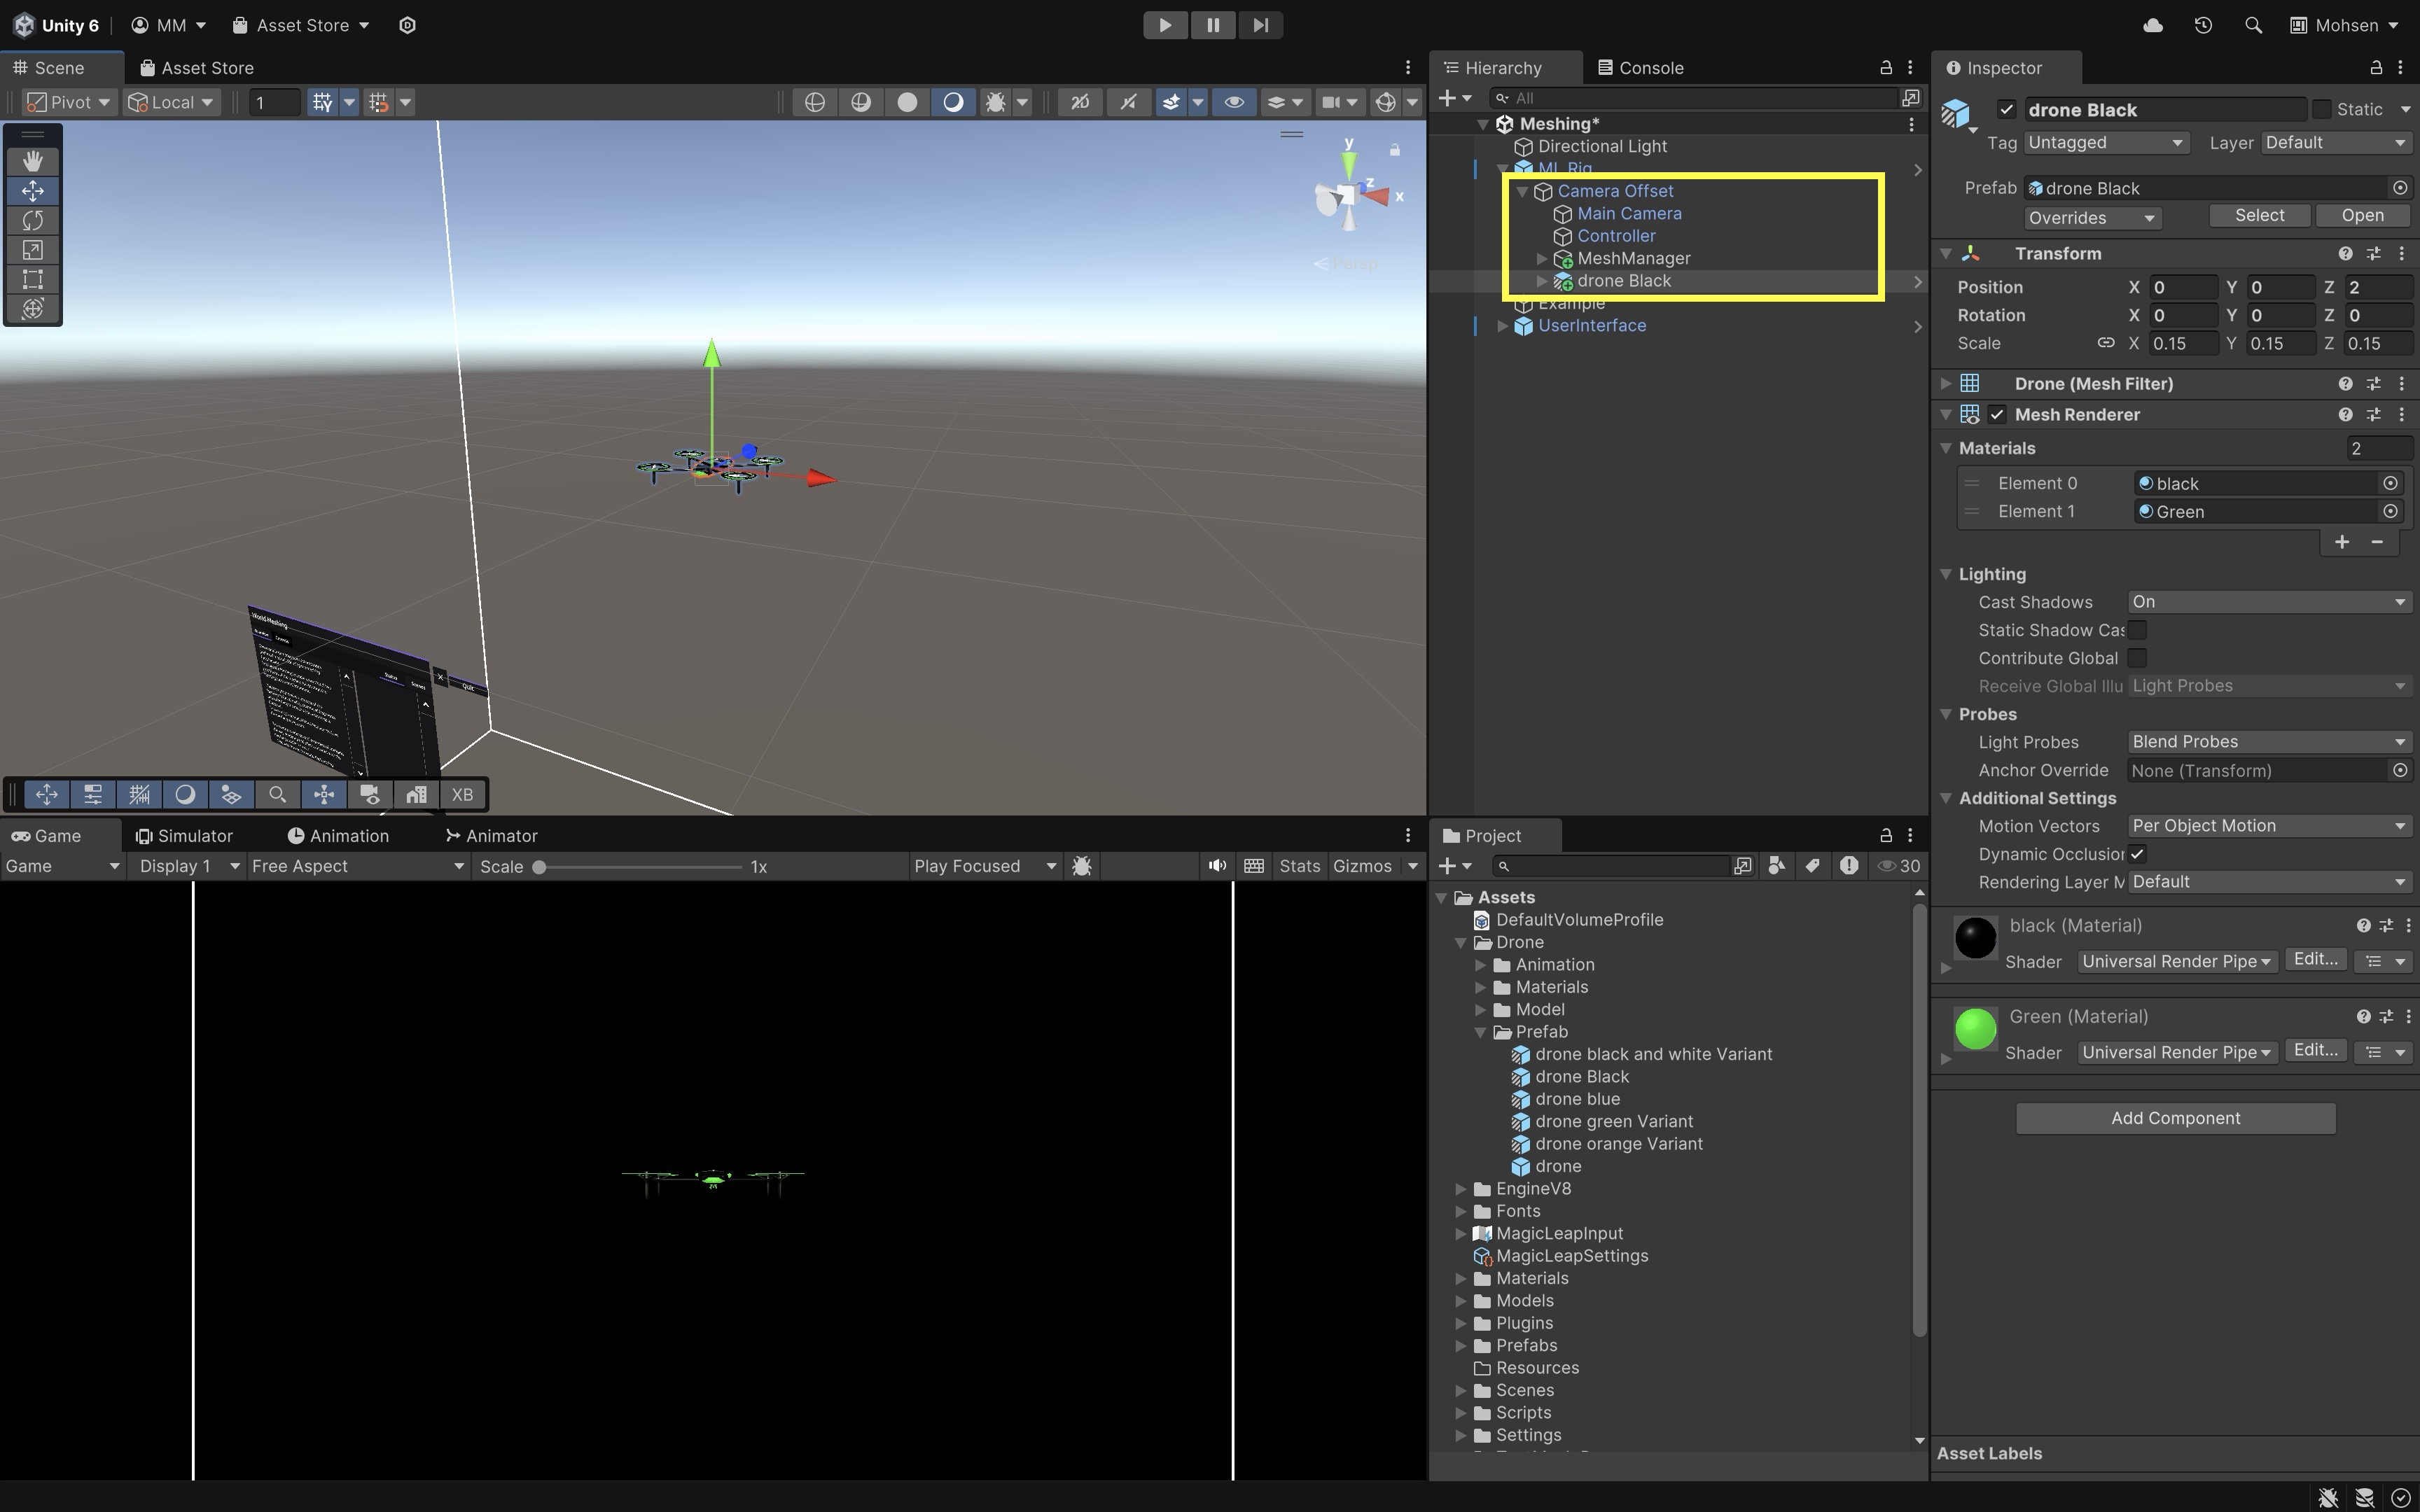 Unity 6 MM Asset Store Mohsen
Scene Asset Store
Pivot Local 1 2D
y
z
x
Persp
World Meshing
Status
Quit
XB
Hierarchy Console
All
Meshing*
Directional Light
ML Rig
Camera Offset
Main Camera
Controller
MeshManager
drone Black
Example
UserInterface
Inspector
drone Black Static
Tag Untagged Layer Default
Prefab drone Black
Overrides Select Open
Transform
Position X 0 Y 0 Z 2
Rotation X 0 Y 0 Z 0
Scale X 0.15 Y 0.15 Z 0.15
Drone (Mesh Filter)
Mesh Renderer
Materials 2
Element 0 black
Element 1 Green
Lighting
Cast Shadows On
Static Shadow Cas
Contribute Global
Receive Global Illu Light Probes
Probes
Light Probes Blend Probes
Anchor Override None (Transform)
Additional Settings
Motion Vectors Per Object Motion
Dynamic Occlusion
Rendering Layer M Default
black (Material)
Shader Universal Render Pipe Edit...
Green (Material)
Shader Universal Render Pipe Edit...
Add Component
Asset Labels
Game Simulator Animation Animator
Game Display 1 Free Aspect Scale 1x Play Focused Stats Gizmos
Project
30
Assets
DefaultVolumeProfile
Drone
Animation
Materials
Model
Prefab
drone black and white Variant
drone Black
drone blue
drone green Variant
drone orange Variant
drone
EngineV8
Fonts
MagicLeapInput
MagicLeapSettings
Materials
Models
Plugins
Prefabs
Resources
Scenes
Scripts
Settings